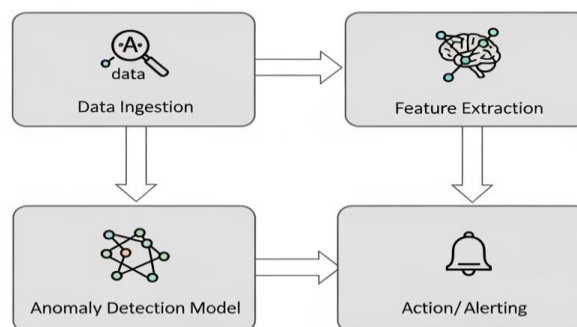 A
data
Data Ingestion
Feature Extraction
Anomaly Detection Model
Action/Alerting